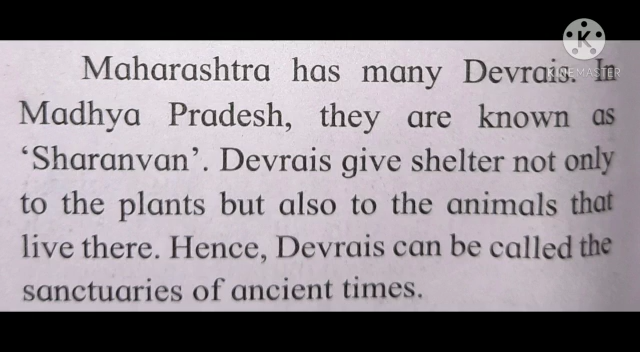 KINEMASTER
Maharashtra has many Devrais. In
Madhya Pradesh, they are known as
‘Sharanvan’. Devrais give shelter not only
to the plants but also to the animals that
live there. Hence, Devrais can be called the
sanctuaries of ancient times.